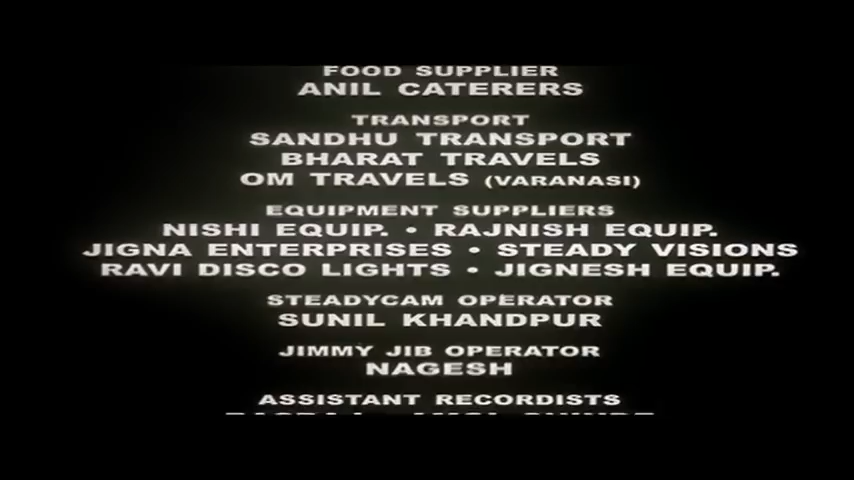 FOOD SUPPLIER
ANIL CATERERS
TRANSPORT
SANDHU TRANSPORT
BHARAT TRAVELS
OM TRAVELS (VARANASI)
EQUIPMENT SUPPLIERS
NISHI EQUIP. • RAJNISH EQUIP.
JIGNA ENTERPRISES • STEADY VISIONS
RAVI DISCO LIGHTS • JIGNESH EQUIP.
STEADYCAM OPERATOR
SUNIL KHANDPUR
JIMMY JIB OPERATOR
NAGESH
ASSISTANT RECORDISTS